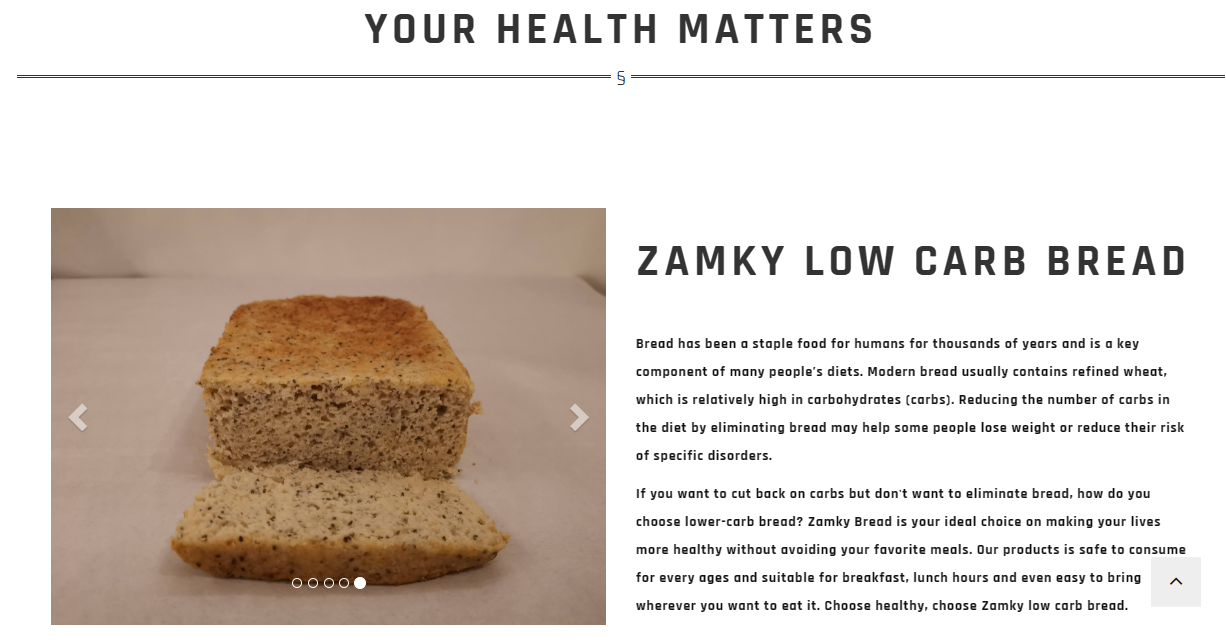 YOUR HEALTH MATTERS
§
ZAMKY LOW CARB BREAD
Bread has been a staple food for humans for thousands of years and is a key
component of many people’s diets. Modern bread usually contains refined wheat,
which is relatively high in carbohydrates (carbs). Reducing the number of carbs in
the diet by eliminating bread may help some people lose weight or reduce their risk
of specific disorders.
If you want to cut back on carbs but don't want to eliminate bread, how do you
choose lower-carb bread? Zamky Bread is your ideal choice on making your lives
more healthy without avoiding your favorite meals. Our products is safe to consume
for every ages and suitable for breakfast, lunch hours and even easy to bring
wherever you want to eat it. Choose healthy, choose Zamky low carb bread.